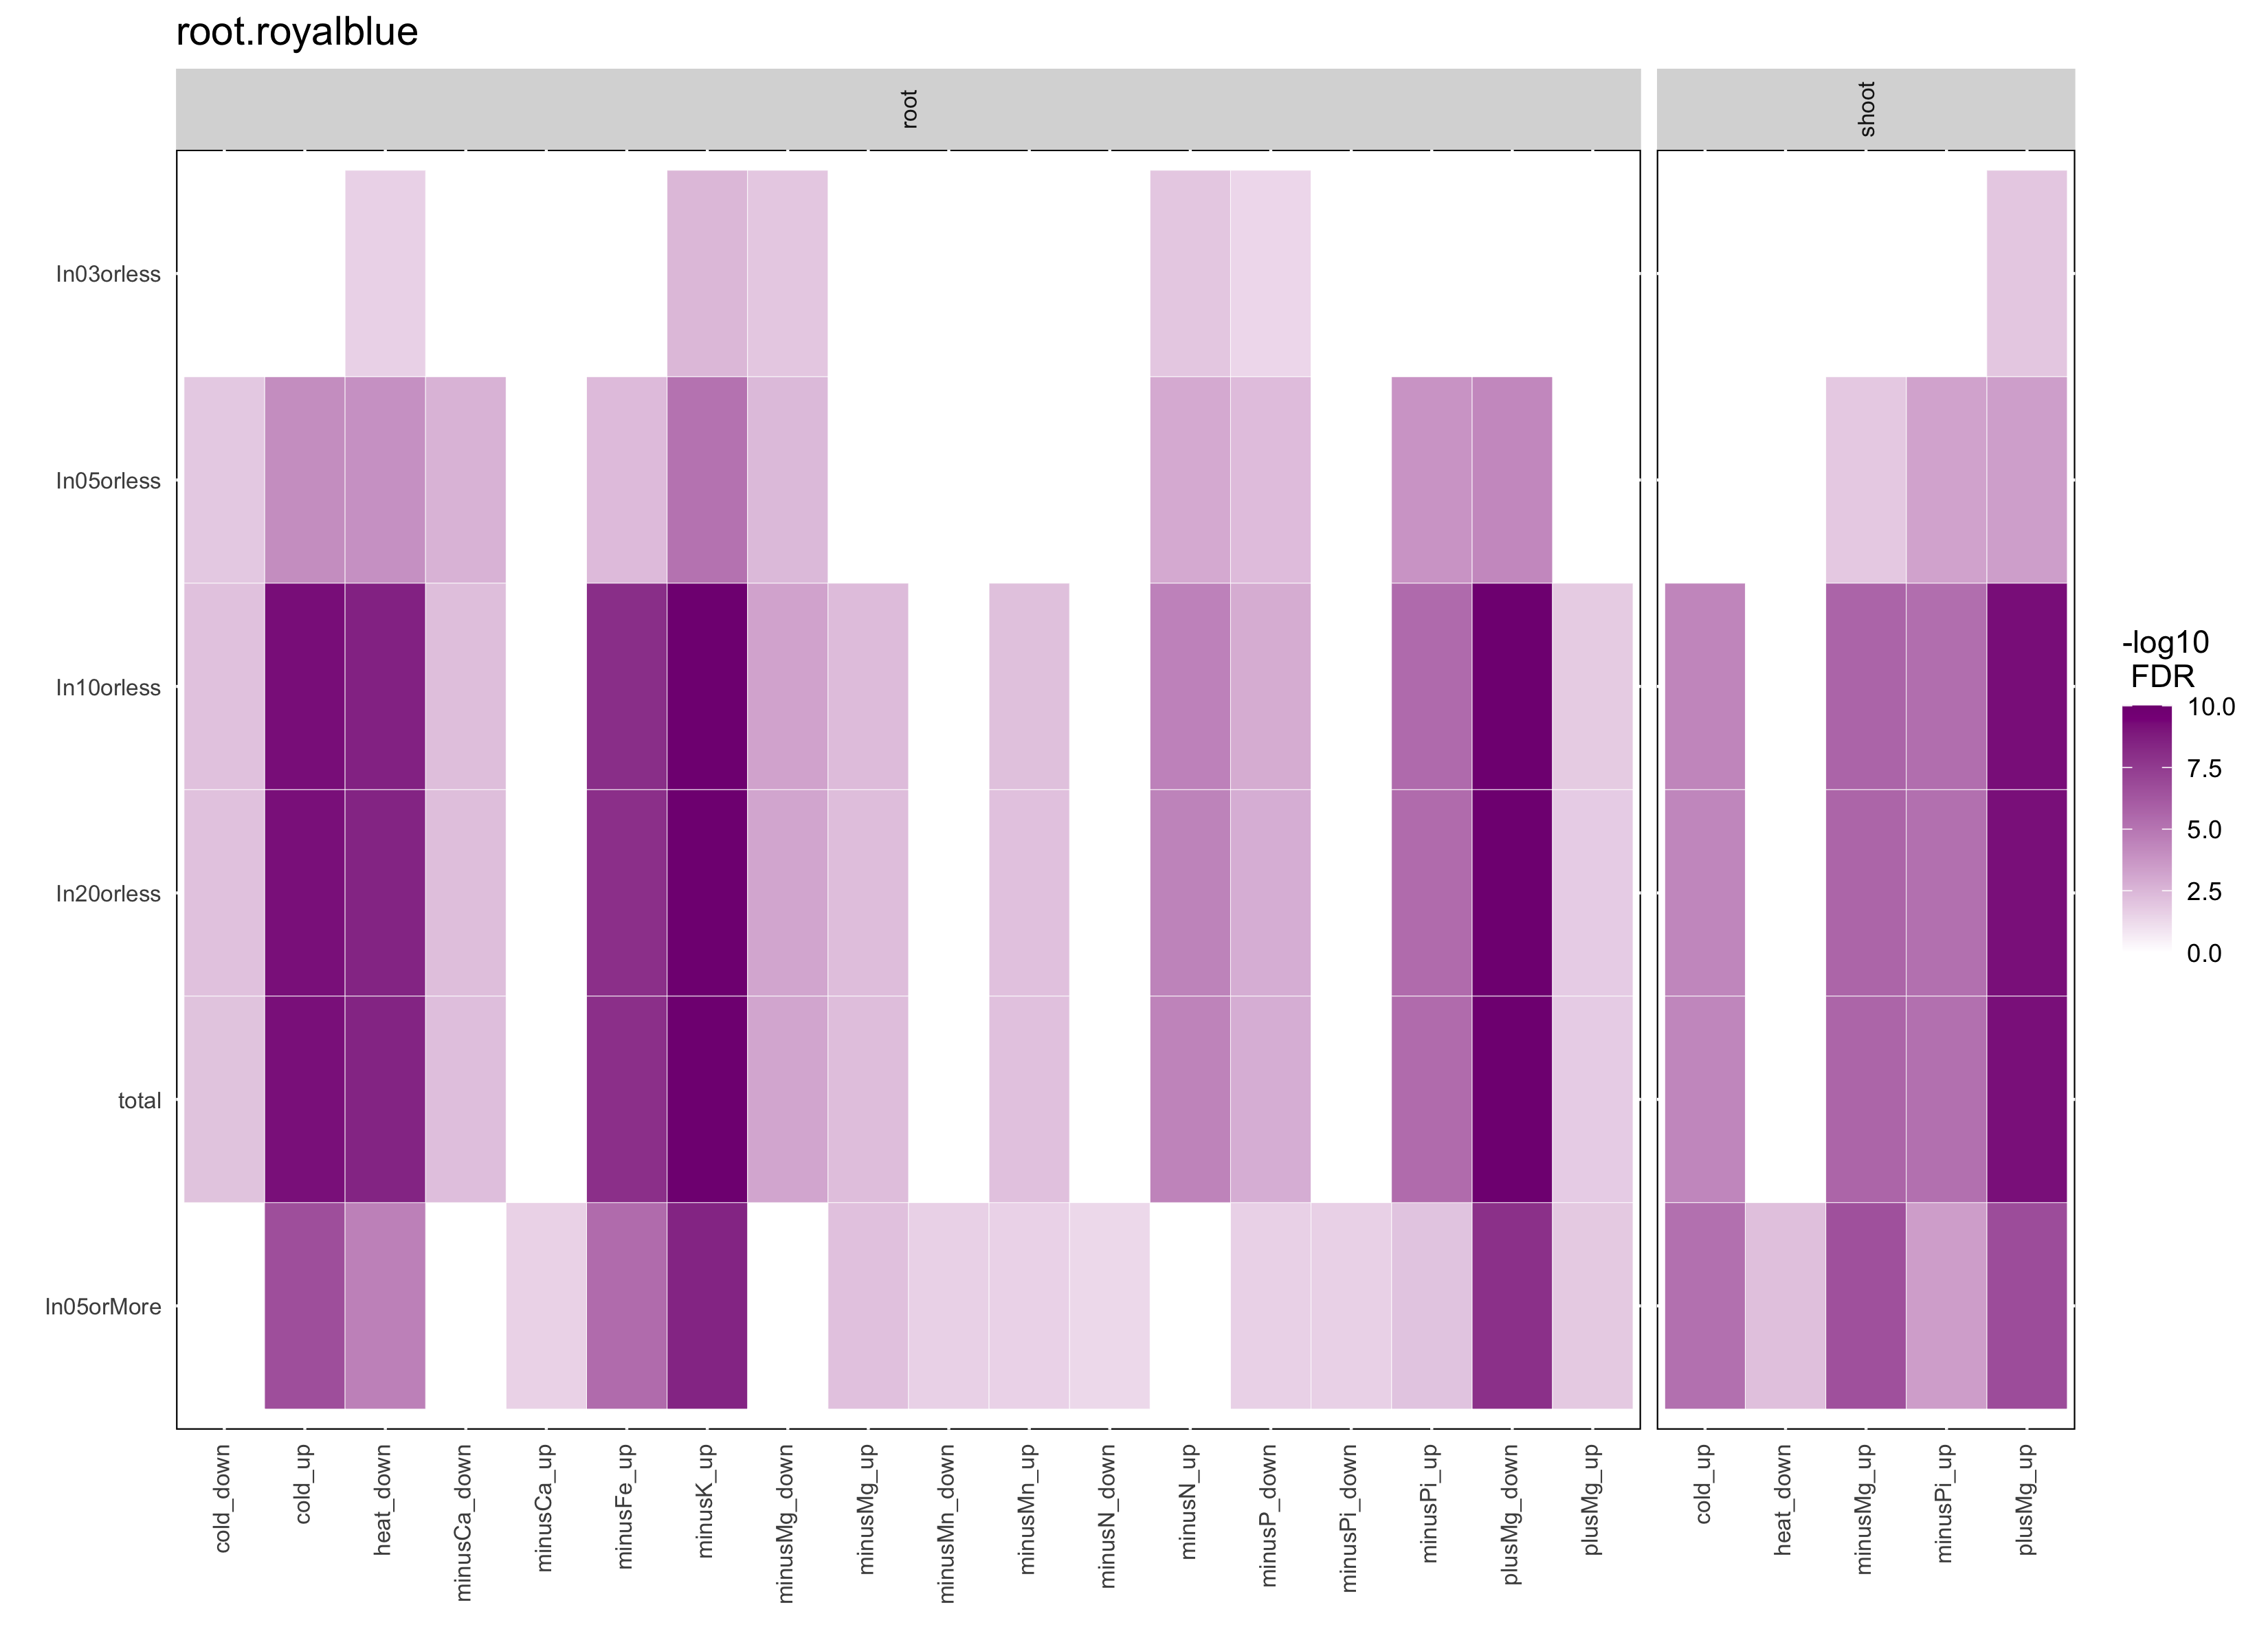 root.royalblue
root
shoot
In03orless
In05orless
In10orless
In20orless
total
In05orMore
cold_down
cold_up
heat_down
minusCa_down
minusCa_up
minusFe_up
minusK_up
minusMg_down
minusMg_up
minusMn_down
minusMn_up
minusN_down
minusN_up
minusP_down
minusPi_down
minusPi_up
plusMg_down
plusMg_up
cold_up
heat_down
minusMg_up
minusPi_up
plusMg_up
-log10
FDR
10.0
7.5
5.0
2.5
0.0